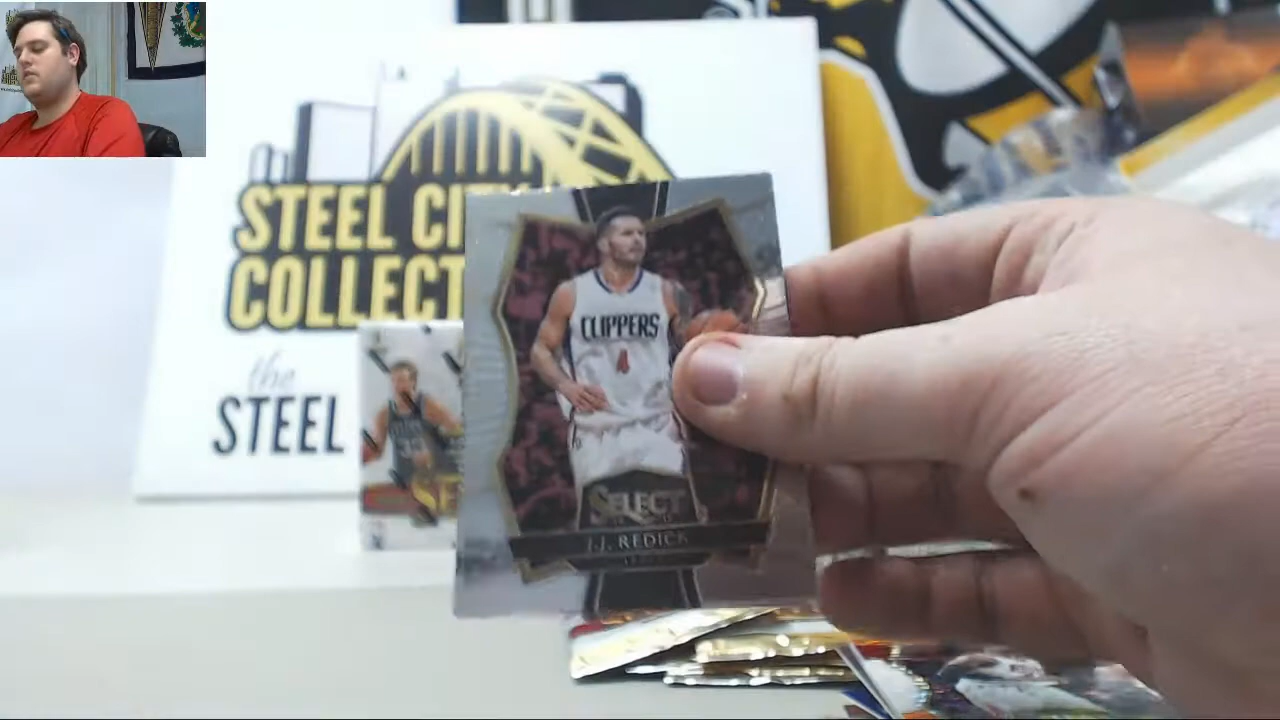 STEEL CI
COLLECT
the
STEEL
CLIPPERS
4
SELECT
J.J. REDICK